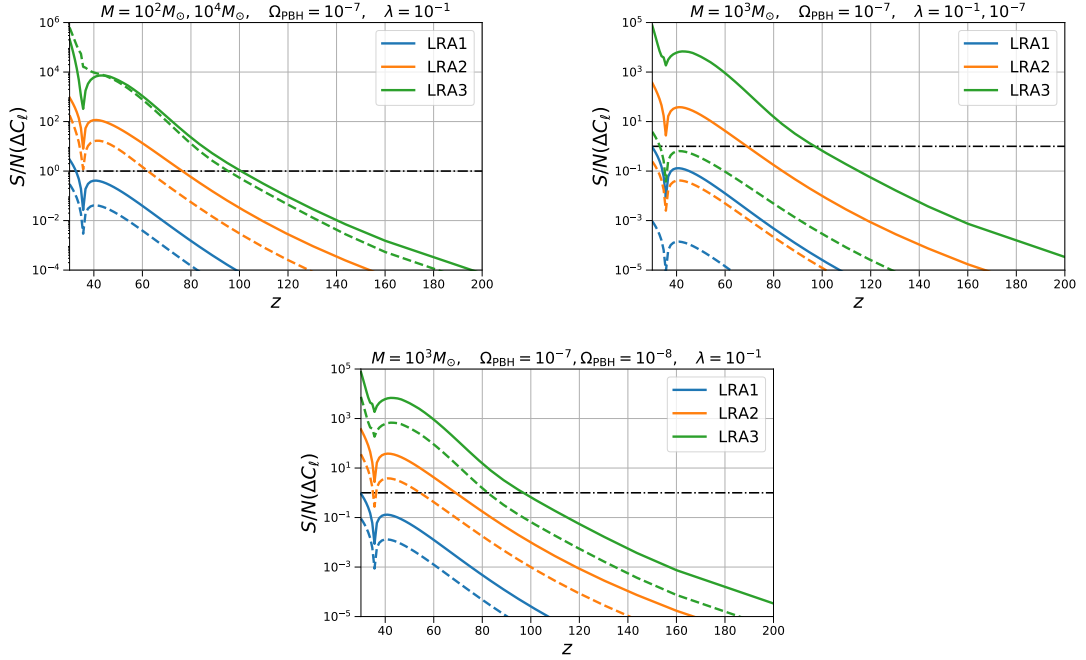 M = 10²M⊙, 10⁴M⊙, Ω_PBH = 10⁻⁷, λ = 10⁻¹
10⁶
10⁴
10²
10⁰
10⁻²
10⁻⁴
S/N(ΔC_ℓ)
LRA1
LRA2
LRA3
40 60 80 100 120 140 160 180 200
z
M = 10³M⊙, Ω_PBH = 10⁻⁷, λ = 10⁻¹, 10⁻⁷
10⁵
10³
10¹
10⁻¹
10⁻³
10⁻⁵
S/N(ΔC_ℓ)
LRA1
LRA2
LRA3
40 60 80 100 120 140 160 180 200
z
M = 10³M⊙, Ω_PBH = 10⁻⁷, Ω_PBH = 10⁻⁸, λ = 10⁻¹
10⁵
10³
10¹
10⁻¹
10⁻³
10⁻⁵
S/N(ΔC_ℓ)
LRA1
LRA2
LRA3
40 60 80 100 120 140 160 180 200
z